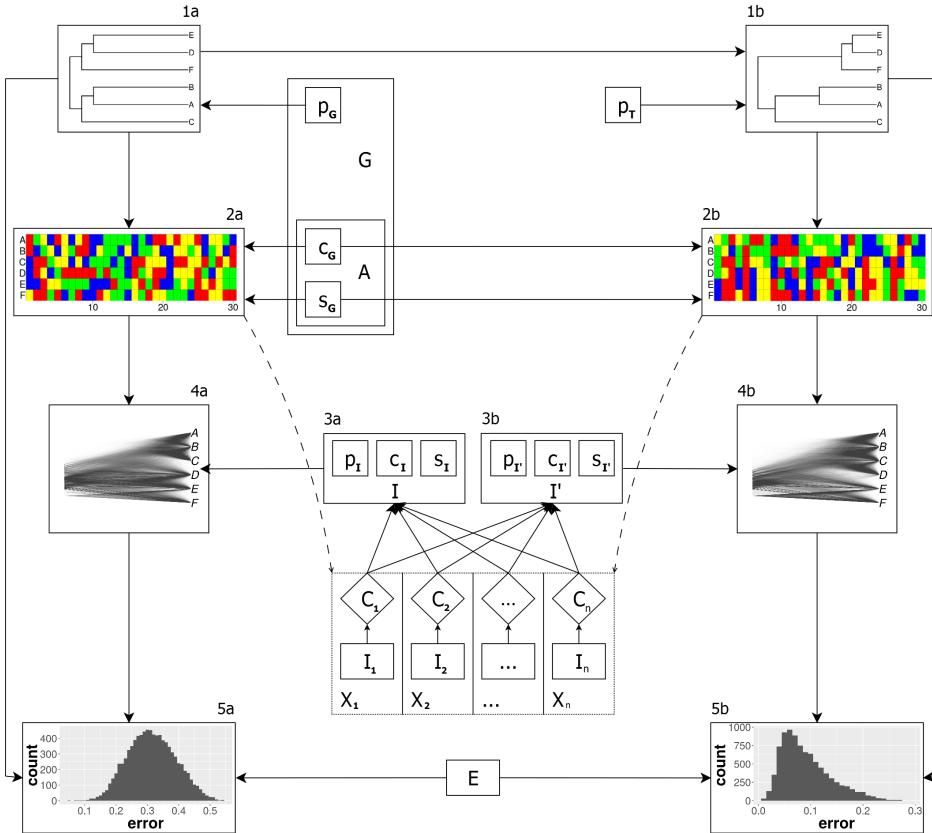 1a
1b
E
D
F
B
A
C
E
D
F
B
A
C
p_G
p_T
G
2a
2b
A
B
C
D
E
F
10
20
30
c_G
A
s_G
A
B
C
D
E
F
10
20
30
4a
4b
3a
3b
A
B
C
D
E
F
p_I c_I s_I
I
p_I' c_I' s_I'
I'
A
B
C
D
E
F
C_1 C_2 ... C_n
I_1 I_2 ... I_n
X_1 X_2 ... X_n
5a
5b
count
400
300
200
100
0
0.1 0.2 0.3 0.4 0.5
error
E
count
1000
750
500
250
0
0.0 0.1 0.2 0.3
error